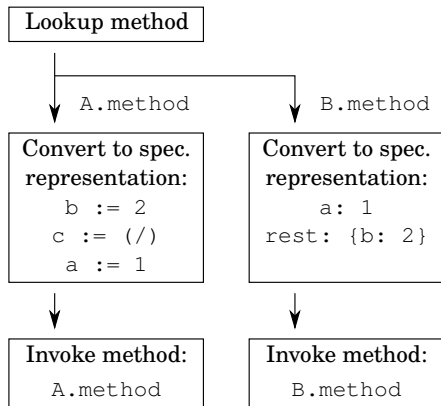 Lookup method
A.method
B.method
Convert to spec.
representation:
b := 2
c := (/)
a := 1
Convert to spec.
representation:
a: 1
rest: {b: 2}
Invoke method:
A.method
Invoke method:
B.method